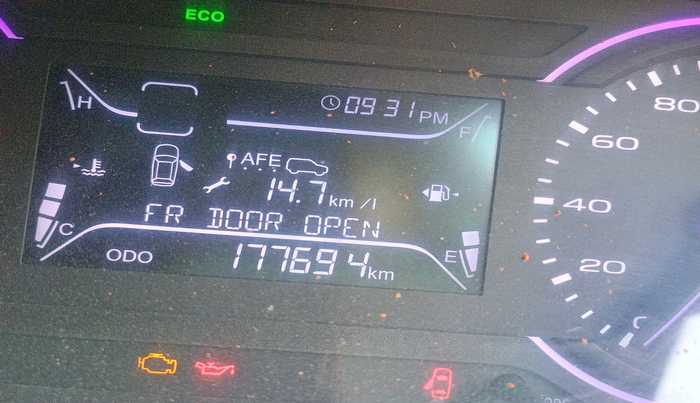 ECO
H
09 31 PM
F
80
AFE
60
14.7 km /l
40
FR DOOR OPEN
C
E
ODO 177694 km
20